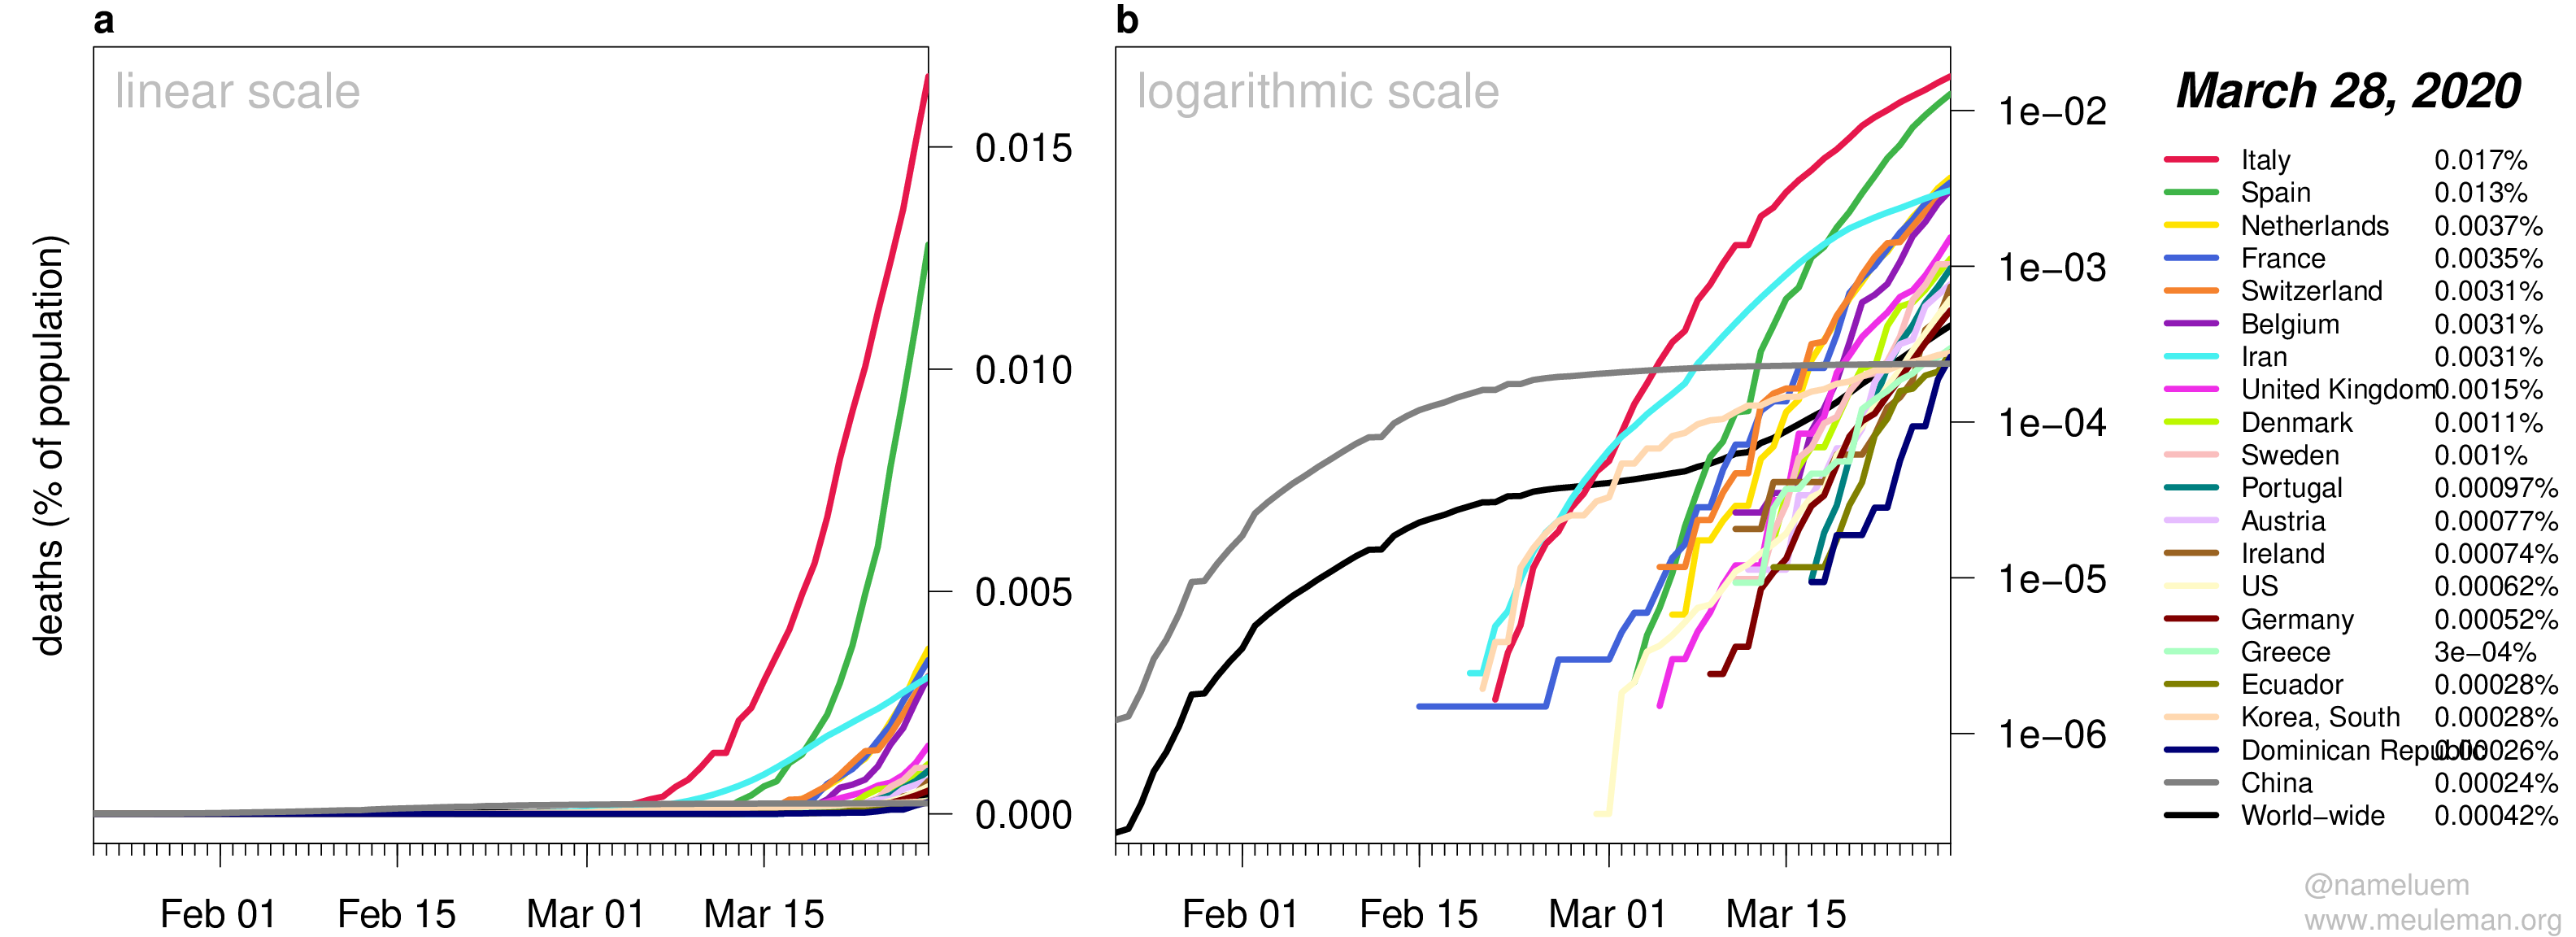 a
linear scale
deaths (% of population)
0.015
0.010
0.005
0.000
Feb 01 Feb 15 Mar 01 Mar 15
b
logarithmic scale
1e−02
1e−03
1e−04
1e−05
1e−06
Feb 01 Feb 15 Mar 01 Mar 15
March 28, 2020
Italy 0.017%
Spain 0.013%
Netherlands 0.0037%
France 0.0035%
Switzerland 0.0031%
Belgium 0.0031%
Iran 0.0031%
United Kingdom 0.0015%
Denmark 0.0011%
Sweden 0.001%
Portugal 0.00097%
Austria 0.00077%
Ireland 0.00074%
US 0.00062%
Germany 0.00052%
Greece 3e−04%
Ecuador 0.00028%
Korea, South 0.00028%
Dominican Republic 0.00026%
China 0.00024%
World−wide 0.00042%
@nameluem
www.meuleman.org